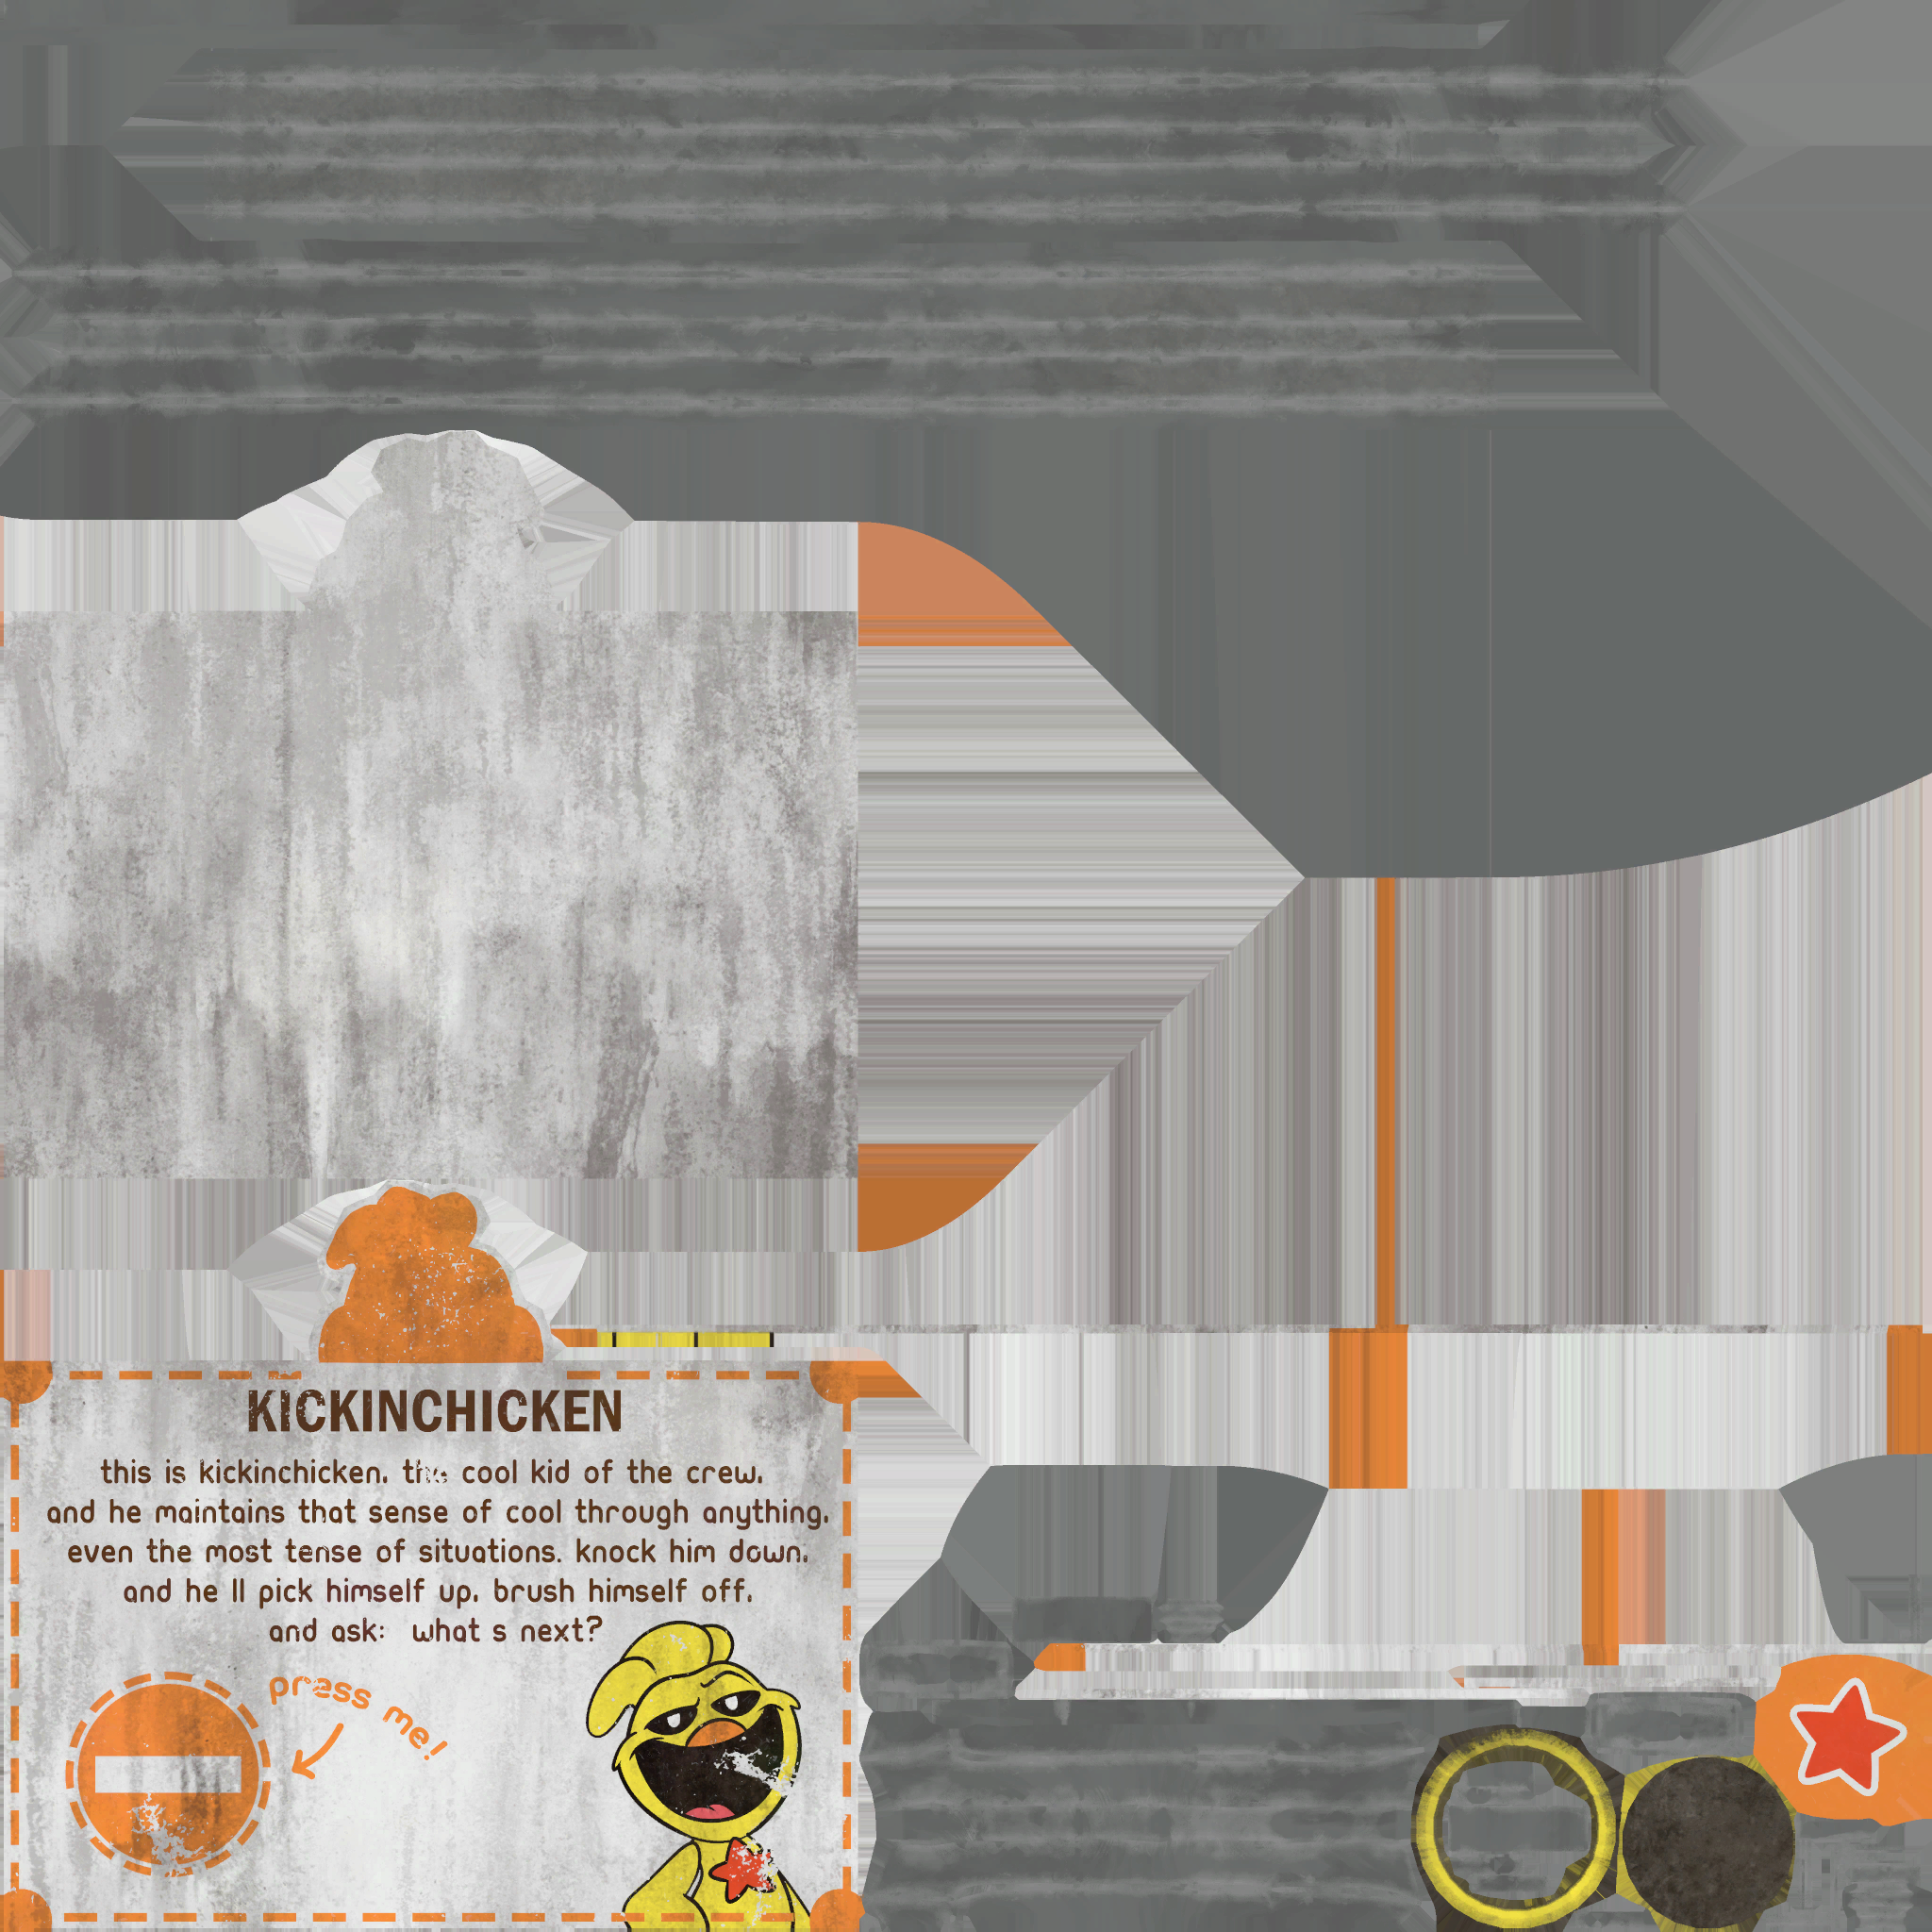 KICKINCHICKEN
this is kickinchicken. the cool kid of the crew.
and he maintains that sense of cool through anything.
even the most tense of situations. knock him down.
and he ll pick himself up. brush himself off.
and ask:  what s next?
press me!